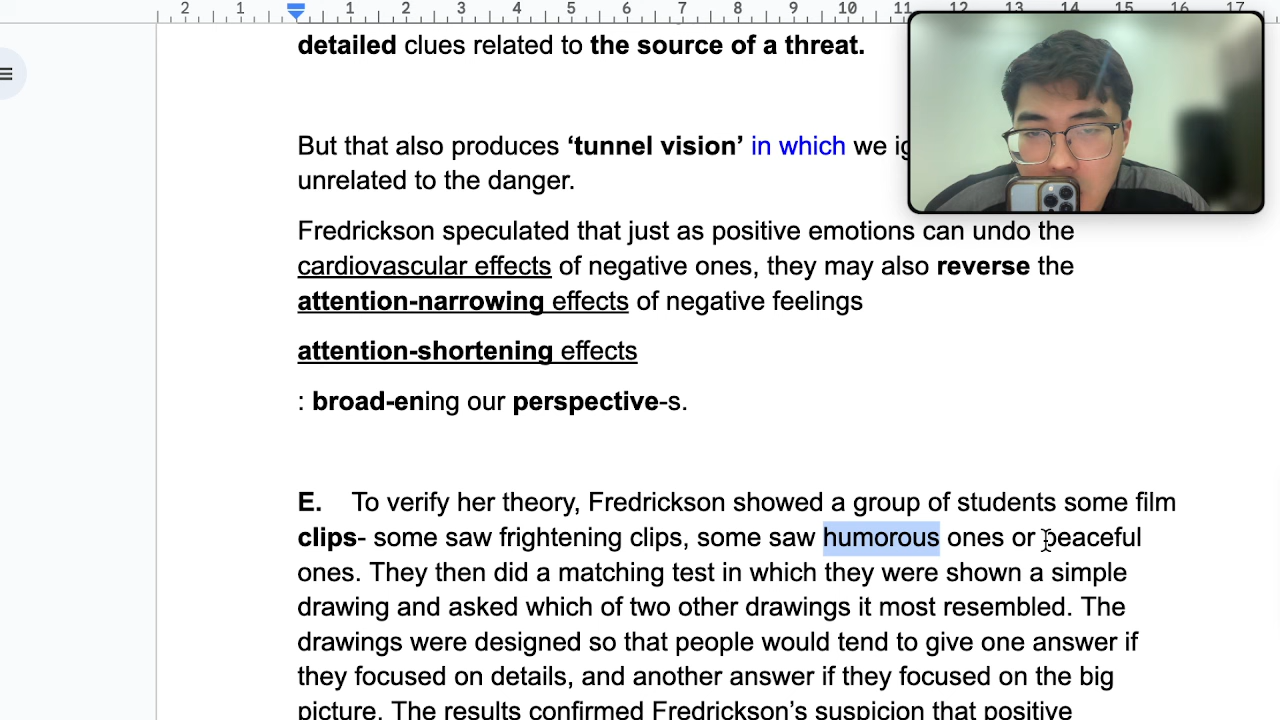 2 1 1 2 3 4 5 6 7 8 9 10 11 12 13 14 15 16 17
detailed clues related to the source of a threat.
But that also produces ‘tunnel vision’ in which we ig
unrelated to the danger.
Fredrickson speculated that just as positive emotions can undo the
cardiovascular effects of negative ones, they may also reverse the
attention-narrowing effects of negative feelings
attention-shortening effects
: broad-ening our perspective-s.
E. To verify her theory, Fredrickson showed a group of students some film
clips- some saw frightening clips, some saw humorous ones or peaceful
ones. They then did a matching test in which they were shown a simple
drawing and asked which of two other drawings it most resembled. The
drawings were designed so that people would tend to give one answer if
they focused on details, and another answer if they focused on the big
picture. The results confirmed Fredrickson’s suspicion that positive